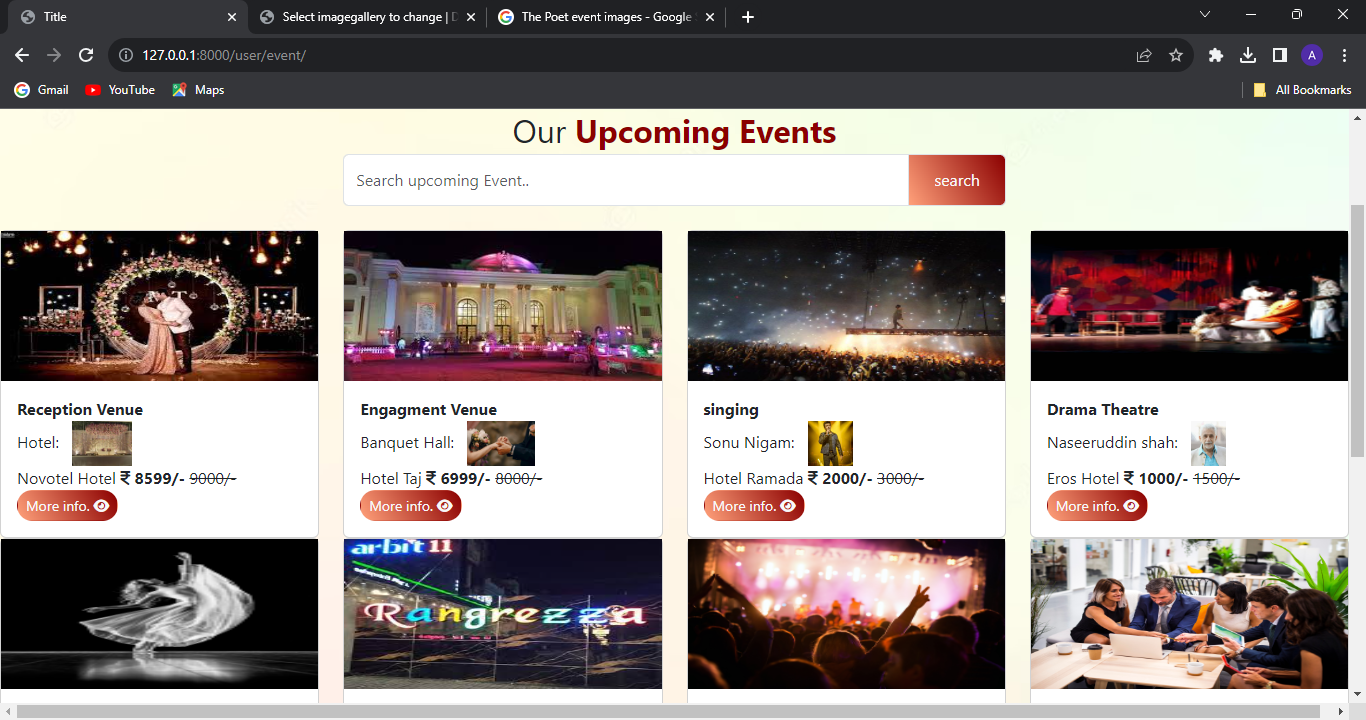 Title
Select imagegallery to change | D
The Poet event images - Google S
127.0.0.1:8000/user/event/
A
Gmail
YouTube
Maps
All Bookmarks
Our Upcoming Events
Search upcoming Event..
search
Reception Venue
Hotel:
Novotel Hotel ₹ 8599/- 9000/-
More info.
Engagment Venue
Banquet Hall:
Hotel Taj ₹ 6999/- 8000/-
More info.
singing
Sonu Nigam:
Hotel Ramada ₹ 2000/- 3000/-
More info.
Drama Theatre
Naseeruddin shah:
Eros Hotel ₹ 1000/- 1500/-
More info.
arbit 11
Rangrezza